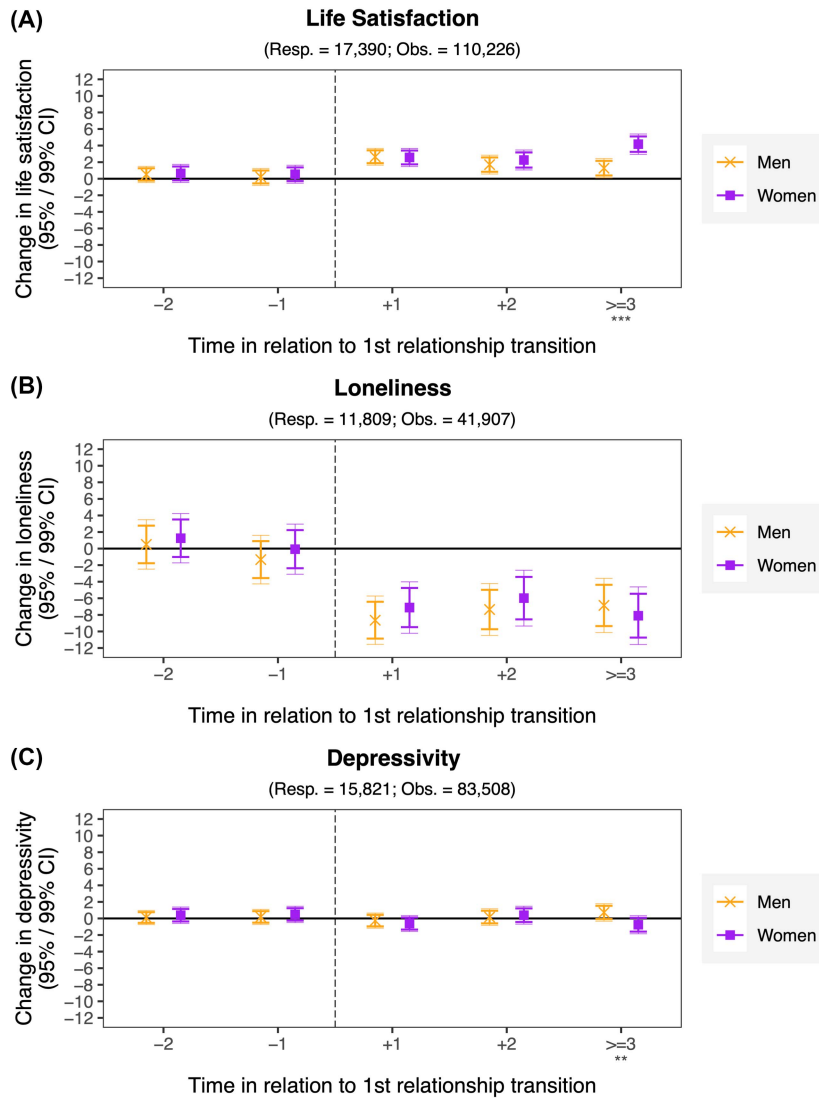 (A)
Life Satisfaction
(Resp. = 17,390; Obs. = 110,226)
Change in life satisfaction
(95% / 99% CI)
12
10
8
6
4
2
0
−2
−4
−6
−8
−10
−12
−2
−1
+1
+2
>=3
***
Time in relation to 1st relationship transition
Men
Women
(B)
Loneliness
(Resp. = 11,809; Obs. = 41,907)
Change in loneliness
(95% / 99% CI)
12
10
8
6
4
2
0
−2
−4
−6
−8
−10
−12
−2
−1
+1
+2
>=3
Time in relation to 1st relationship transition
Men
Women
(C)
Depressivity
(Resp. = 15,821; Obs. = 83,508)
Change in depressivity
(95% / 99% CI)
12
10
8
6
4
2
0
−2
−4
−6
−8
−10
−12
−2
−1
+1
+2
>=3
**
Time in relation to 1st relationship transition
Men
Women